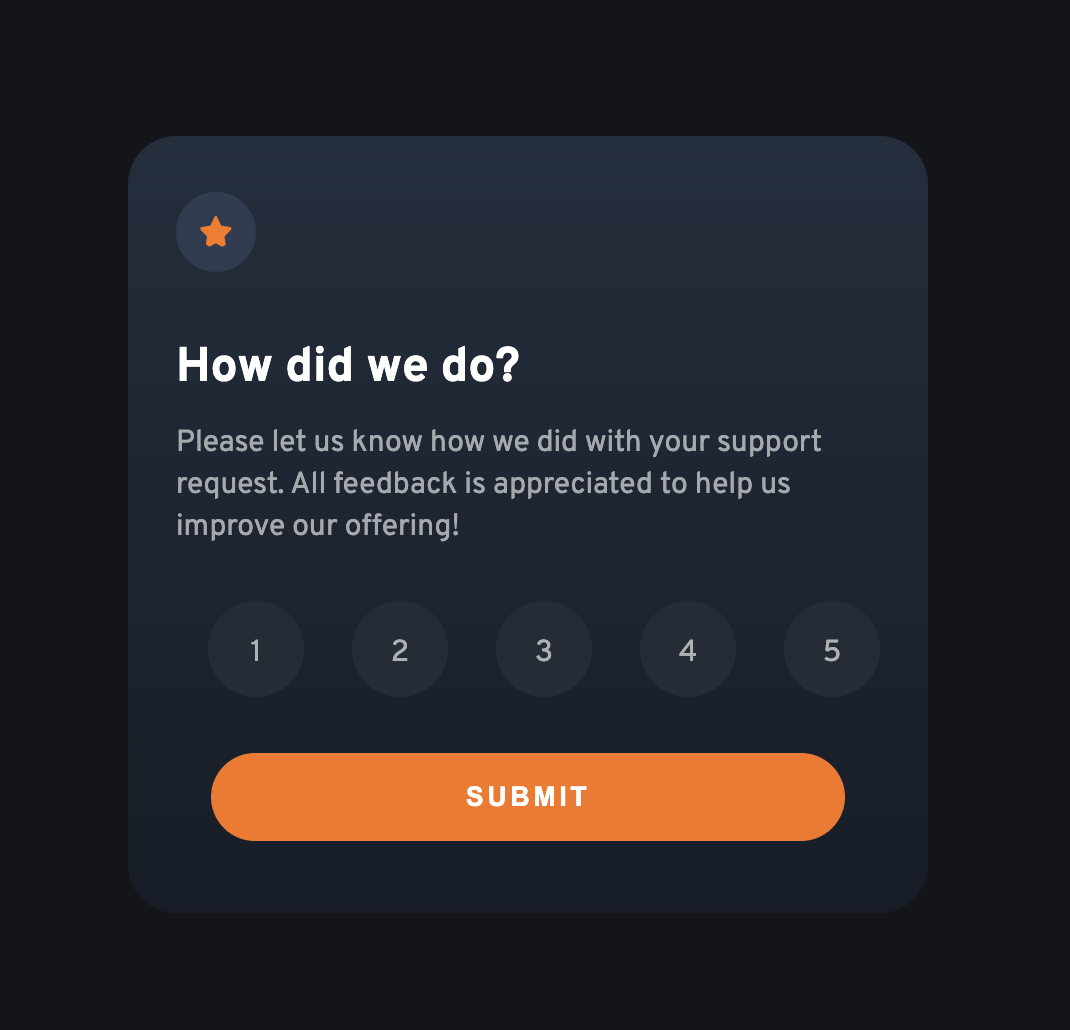 How did we do?
Please let us know how we did with your support
request. All feedback is appreciated to help us
improve our offering!
1 2 3 4 5
SUBMIT